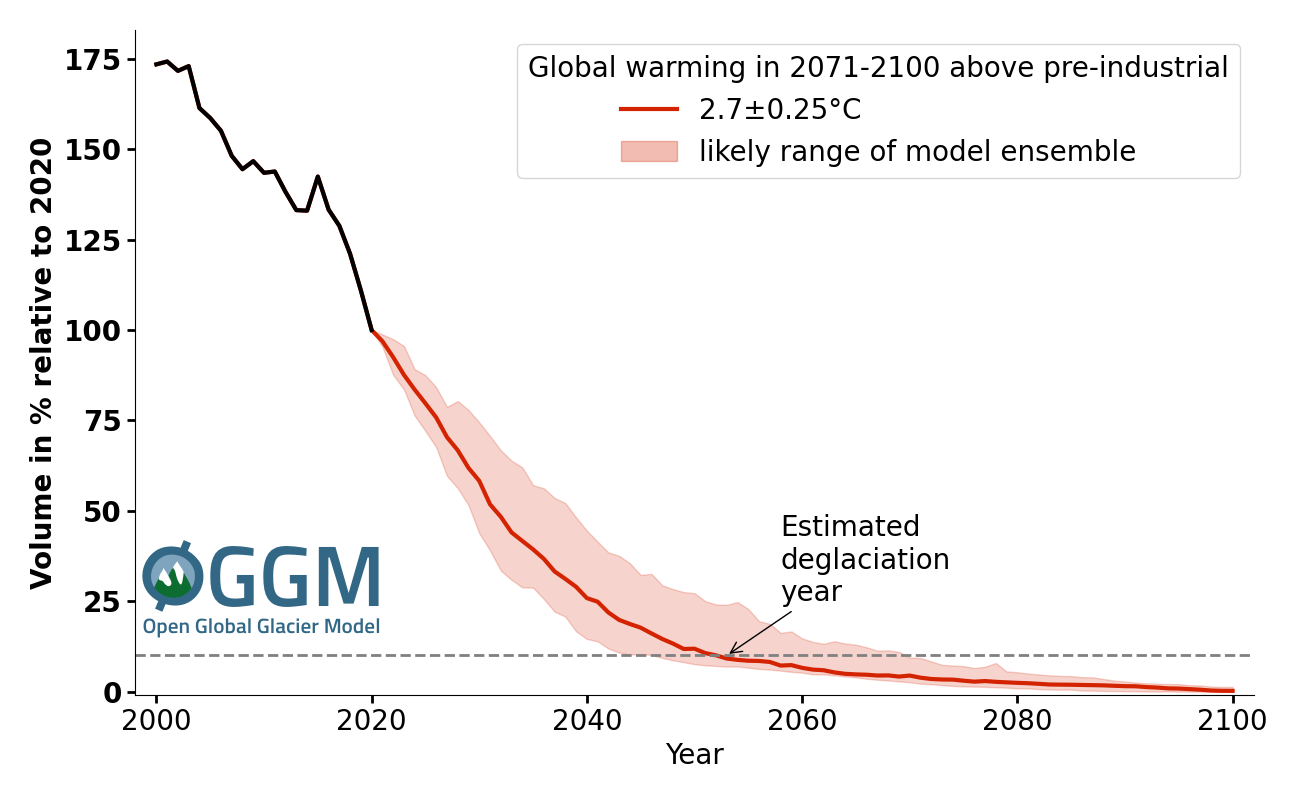 Global warming in 2071-2100 above pre-industrial
2.7±0.25°C
likely range of model ensemble
Volume in % relative to 2020
175
150
125
100
75
50
25
0
Estimated
deglaciation
year
OGGM
Open Global Glacier Model
2000 2020 2040 2060 2080 2100
Year